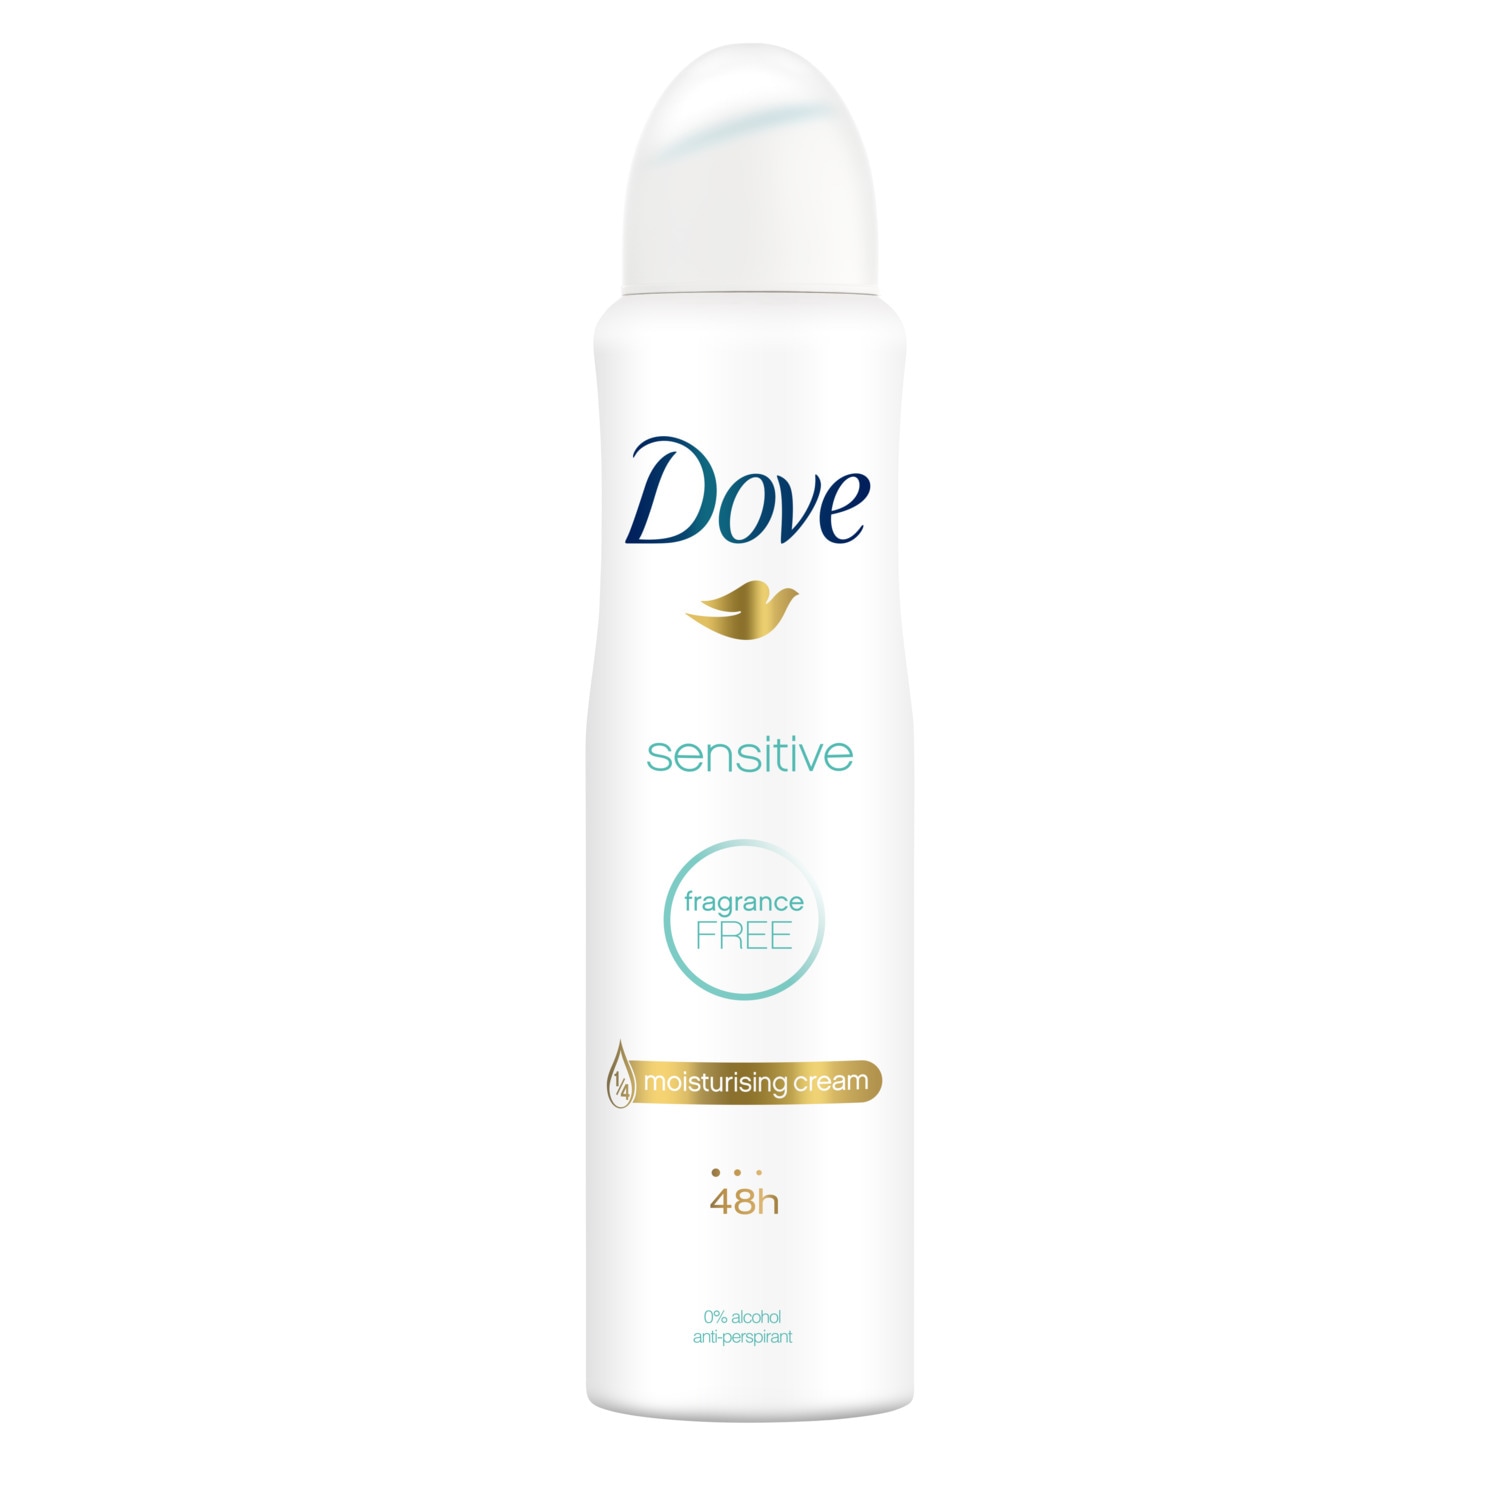 Dove
sensitive
fragrance
FREE
1/4 moisturising cream
48h
0% alcohol
anti-perspirant